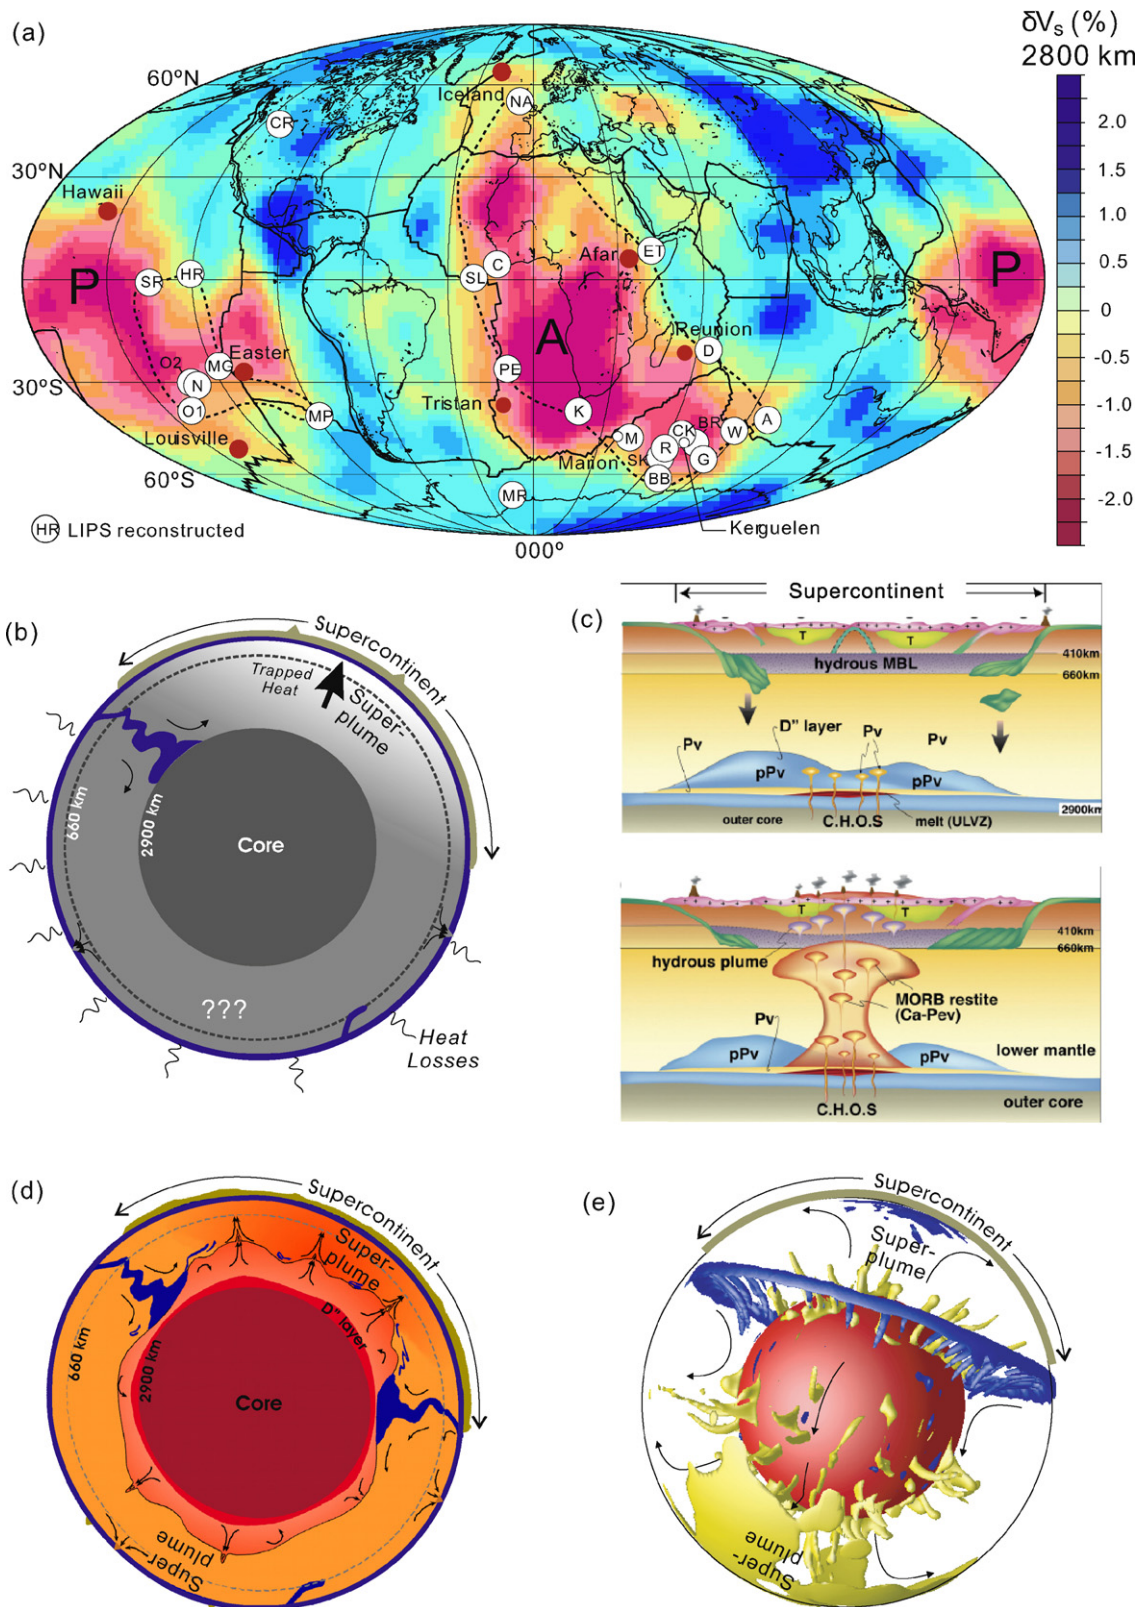 (a)
δVs (%)
2800 km
2.0
1.5
1.0
0.5
0
-0.5
-1.0
-1.5
-2.0
60°N
30°N
30°S
60°S
000°
Iceland
NA
CR
Hawaii
P
SR
HR
SL
C
Afar
ET
A
P
Reunion
D
O2
N
MG
Easter
PE
O1
MP
Tristan
K
A
Louisville
M
CK
BR
W
R
SK
G
Marion
BB
MR
Kerguelen
HR LIPS reconstructed
(b)
Supercontinent
Trapped
Heat
Super-
plume
660 km
2900 km
Core
???
Heat
Losses
(c)
Supercontinent
T
T
hydrous MBL
410km
660km
D" layer
Pv
Pv
Pv
pPv
pPv
2900km
outer core
C.H.O.S
melt (ULVZ)
T
T
410km
660km
hydrous plume
MORB restite
(Ca-Pev)
Pv
pPv
pPv
lower mantle
outer core
C.H.O.S
(d)
Supercontinent
Super-
plume
D" layer
660 km
2900 km
Core
Super-
plume
(e)
Supercontinent
Super-
plume
Super-
plume